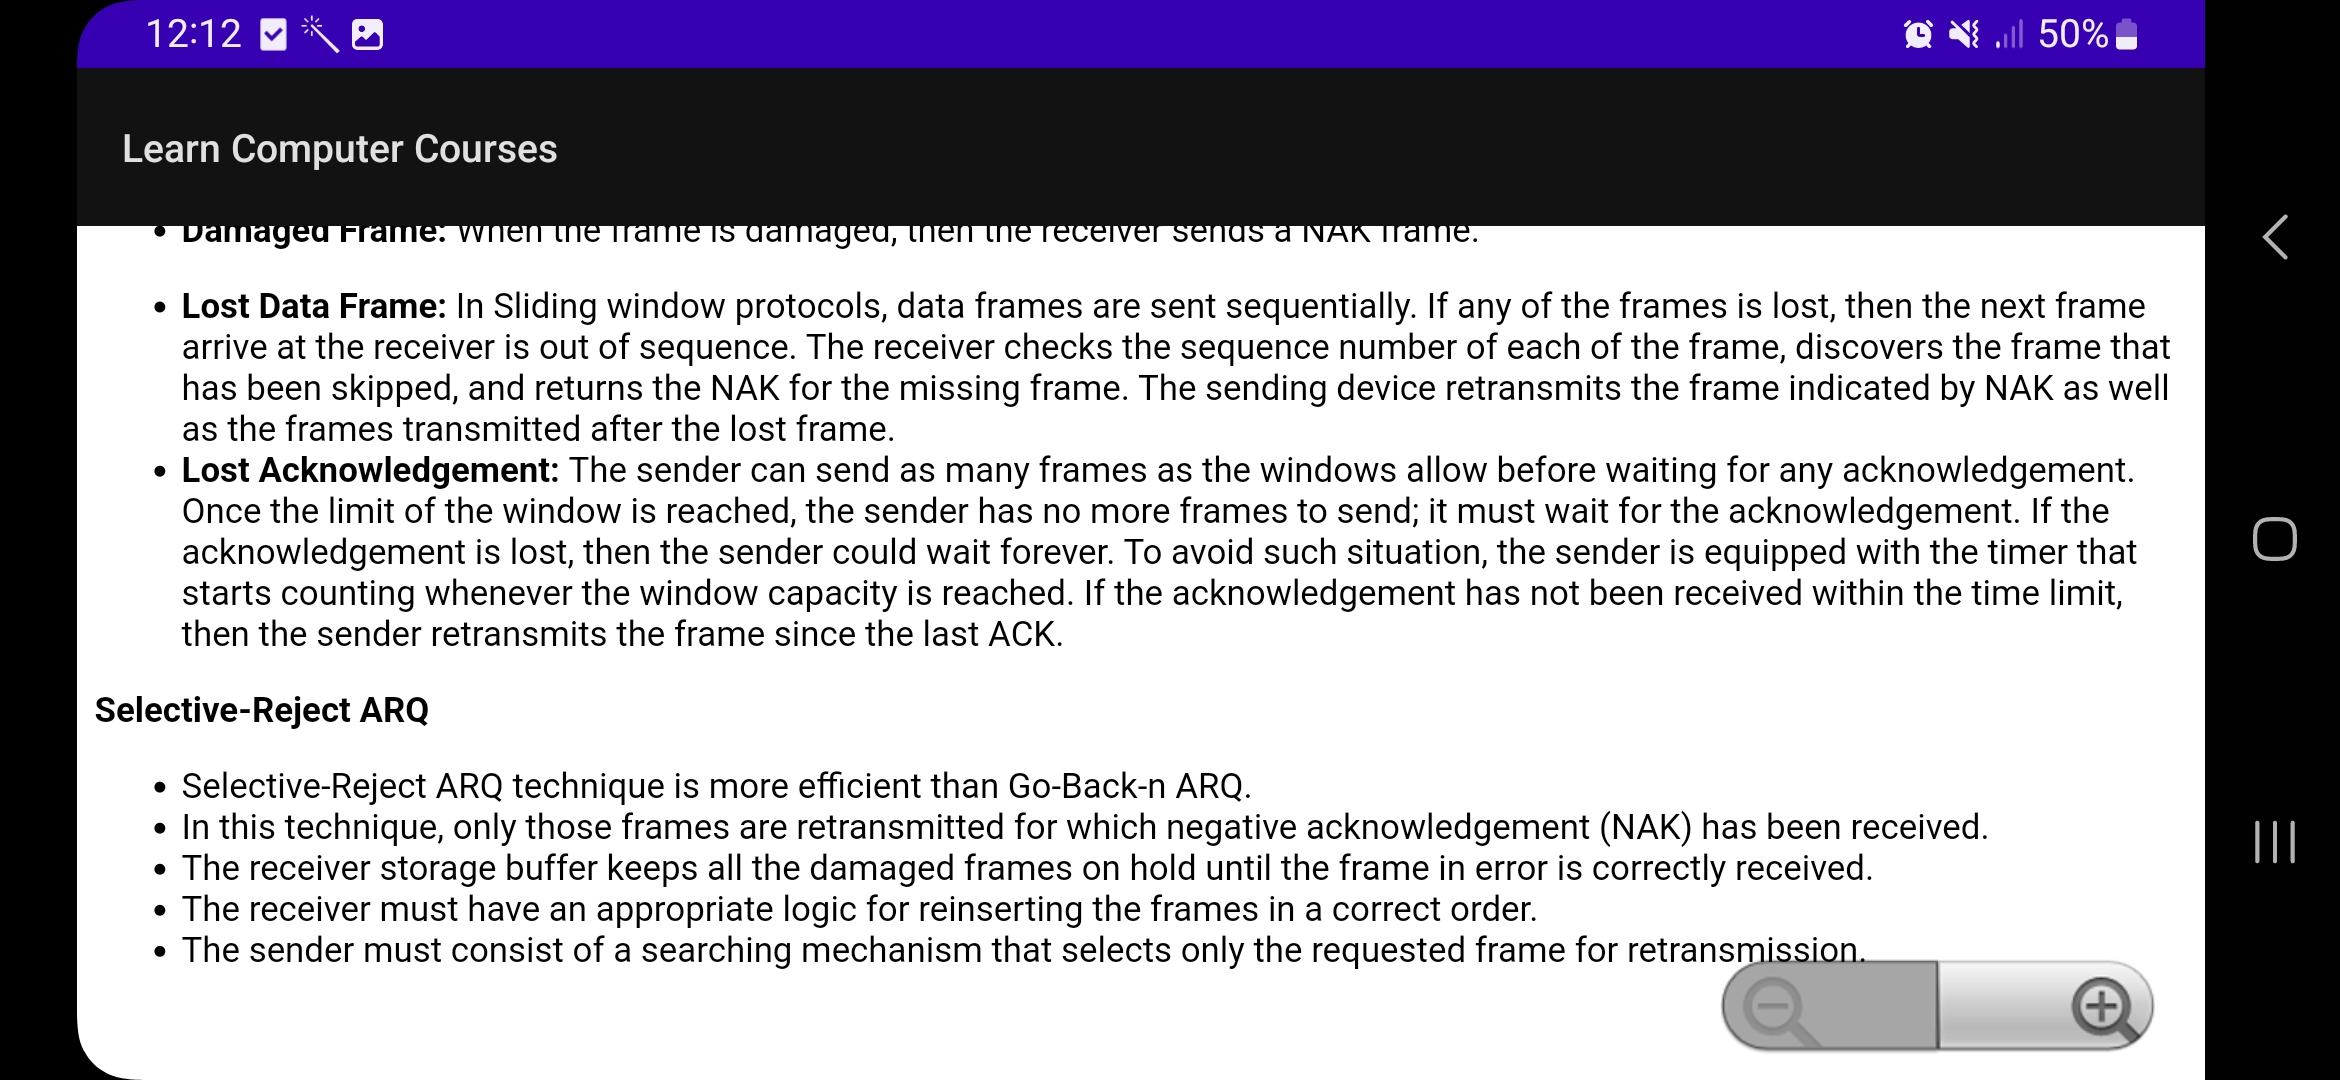 12:12
50%
Learn Computer Courses
• Damaged Frame: When the frame is damaged, then the receiver sends a NAK frame.
• Lost Data Frame: In Sliding window protocols, data frames are sent sequentially. If any of the frames is lost, then the next frame
arrive at the receiver is out of sequence. The receiver checks the sequence number of each of the frame, discovers the frame that
has been skipped, and returns the NAK for the missing frame. The sending device retransmits the frame indicated by NAK as well
as the frames transmitted after the lost frame.
• Lost Acknowledgement: The sender can send as many frames as the windows allow before waiting for any acknowledgement.
Once the limit of the window is reached, the sender has no more frames to send; it must wait for the acknowledgement. If the
acknowledgement is lost, then the sender could wait forever. To avoid such situation, the sender is equipped with the timer that
starts counting whenever the window capacity is reached. If the acknowledgement has not been received within the time limit,
then the sender retransmits the frame since the last ACK.
Selective-Reject ARQ
• Selective-Reject ARQ technique is more efficient than Go-Back-n ARQ.
• In this technique, only those frames are retransmitted for which negative acknowledgement (NAK) has been received.
• The receiver storage buffer keeps all the damaged frames on hold until the frame in error is correctly received.
• The receiver must have an appropriate logic for reinserting the frames in a correct order.
• The sender must consist of a searching mechanism that selects only the requested frame for retransmission.